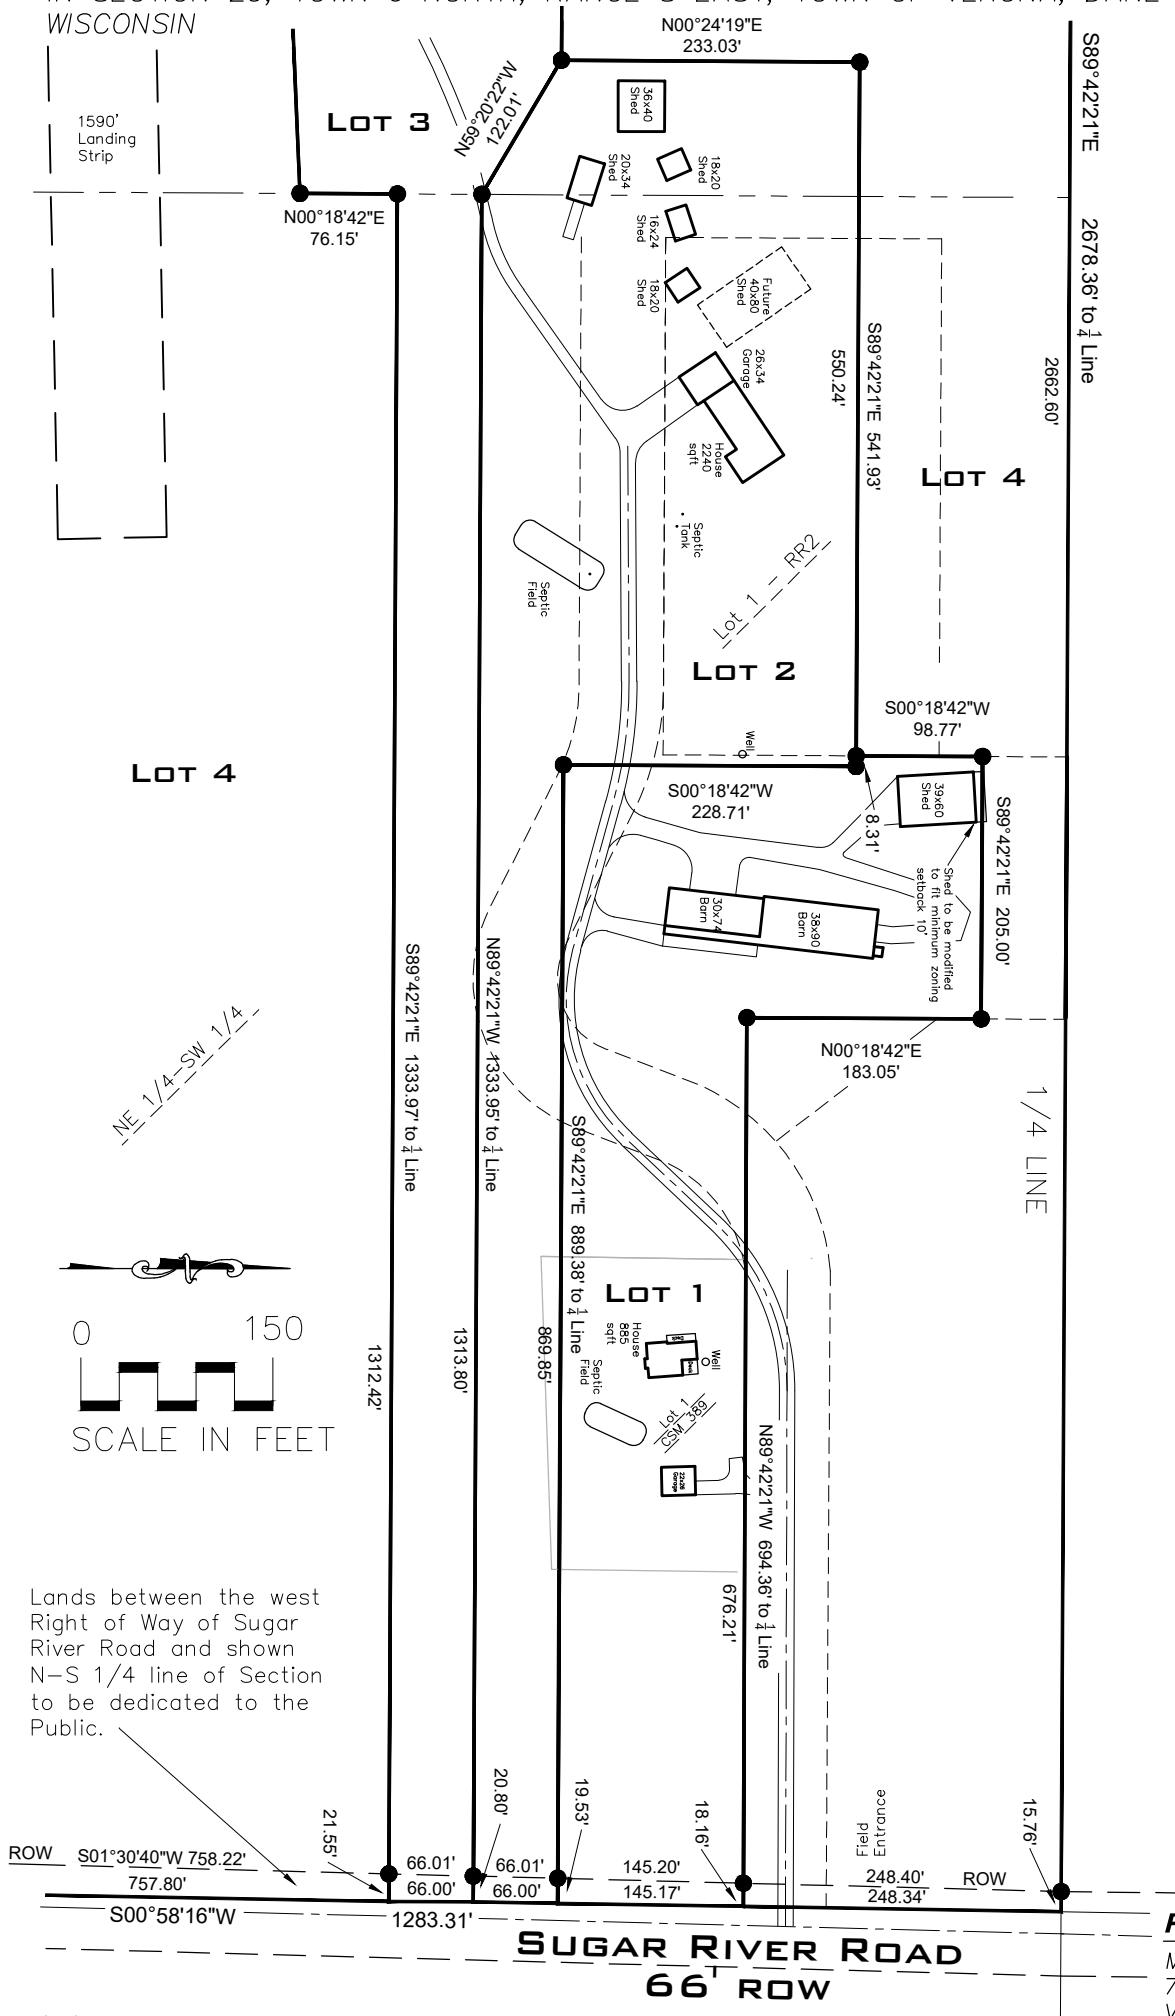 WISCONSIN
N00°24'19"E
233.03'
S89°42'21"E 2678.36' to 1/4 Line
2662.60'
1590'
Landing
Strip
LOT 3
N59°20'22"W
122.01'
36x40
Shed
20x34
Shed
18x20
Shed
16x24
Shed
18x20
Shed
Future
40x80
Shed
N00°18'42"E
76.15'
26x34
Garage
S89°42'21"E 541.93'
550.24'
House
2240
sqft
LOT 4
Septic
Tank
Septic
Field
Lot 1 - RR2
LOT 2
Well
S00°18'42"W
98.77'
LOT 4
S00°18'42"W
228.71'
8.31'
39x60
Shed
S89°42'21"E 205.00'
Shed to be modified
to fit minimum zoning
setback 10'
30x74
Barn
38x90
Barn
S89°42'21"E 1333.97' to 1/4 Line
N89°42'21"W 1333.95' to 1/4 Line
NE 1/4-SW 1/4
N00°18'42"E
183.05'
1/4 LINE
S89°42'21"E 889.38' to 1/4 Line
LOT 1
House
885
sqft
Deck
Deck
Well
Septic
Field
Lot 1
CSM 389
22x26
Garage
0 150
SCALE IN FEET
1312.42'
1313.80'
869.85'
N89°42'21"W 694.36' to 1/4 Line
676.21'
Lands between the west
Right of Way of Sugar
River Road and shown
N-S 1/4 line of Section
to be dedicated to the
Public.
21.55'
20.80'
19.53'
18.16'
Field
Entrance
15.76'
ROW S01°30'40"W 758.22' 66.01' 66.01' 145.20' 248.40' ROW
757.80' 66.00' 66.00' 145.17' 248.34'
S00°58'16"W 1283.31'
SUGAR RIVER ROAD
66' ROW